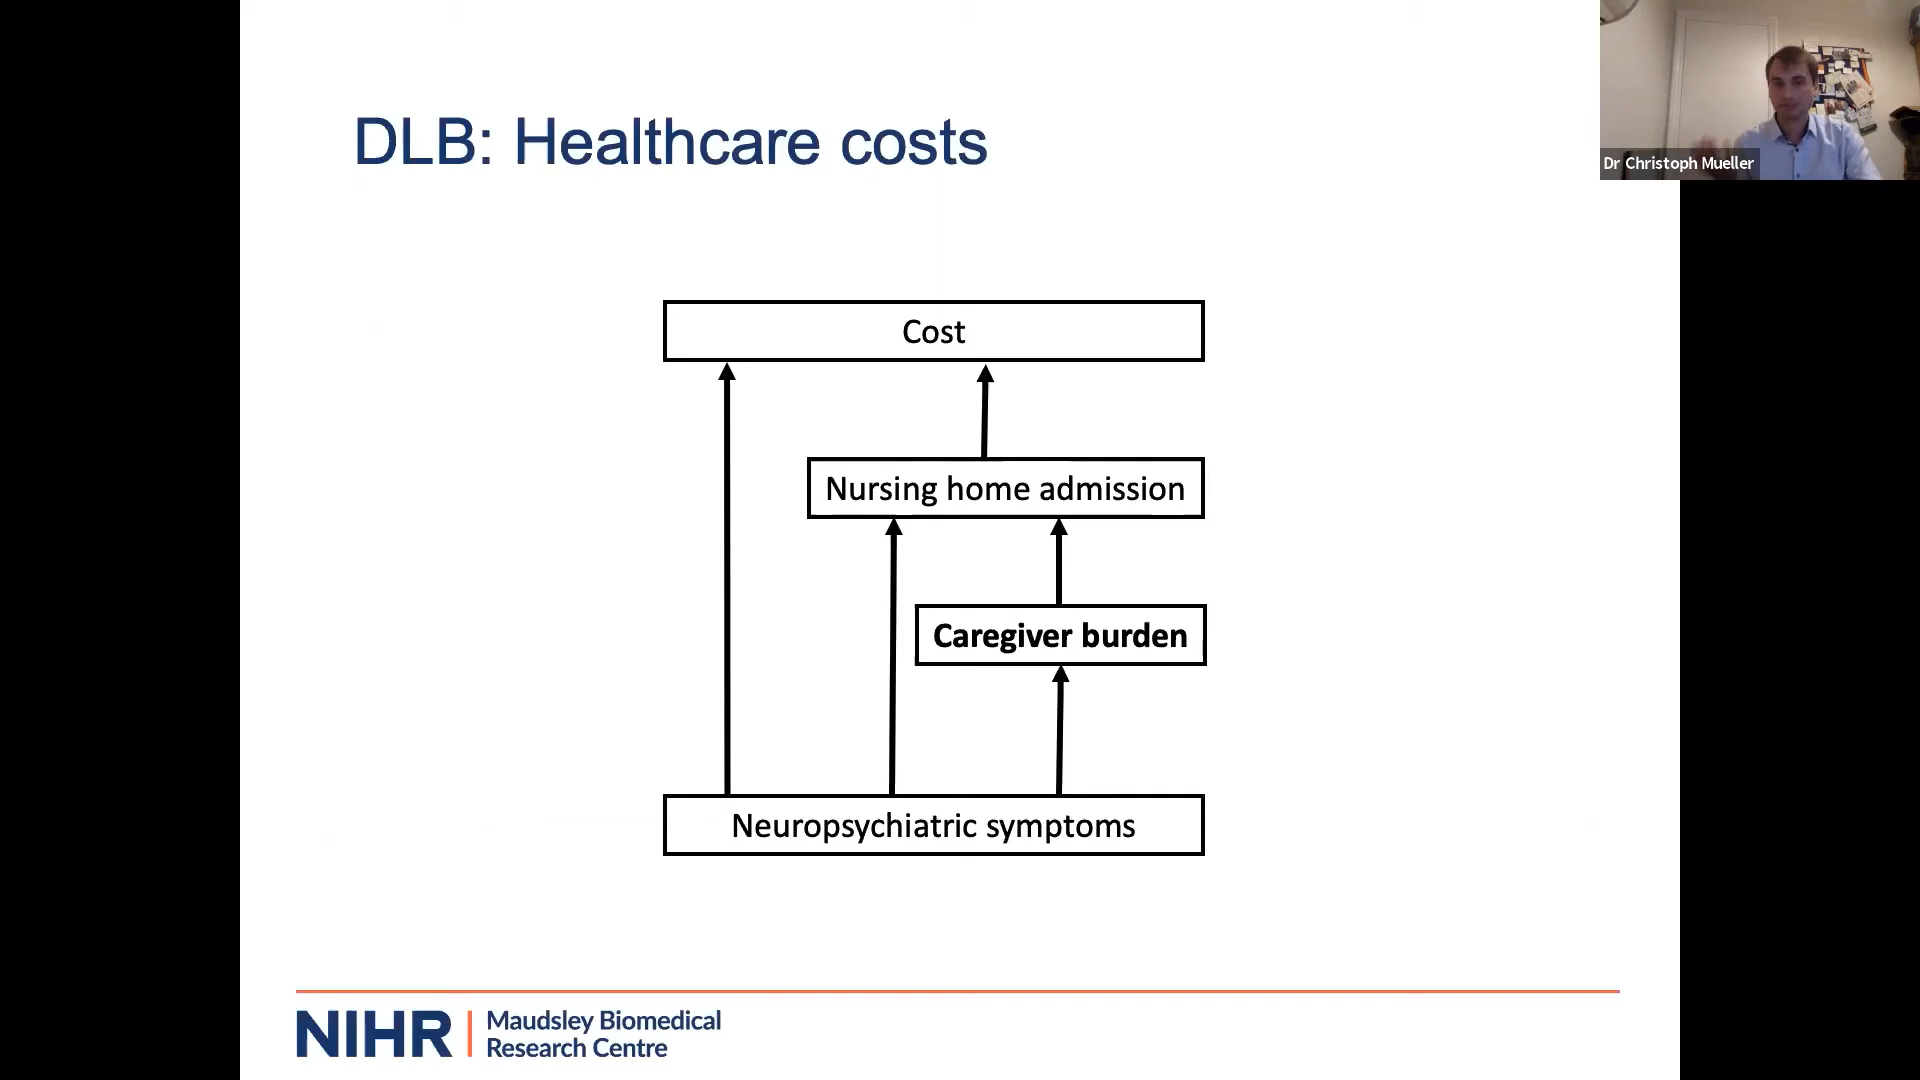 DLB: Healthcare costs
Dr Christoph Mueller
Cost
Nursing home admission
Caregiver burden
Neuropsychiatric symptoms
NIHR
Maudsley Biomedical
Research Centre